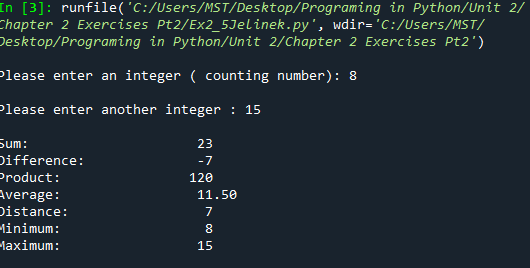 In [3]: runfile('C:/Users/MST/Desktop/Programing in Python/Unit 2/
Chapter 2 Exercises Pt2/Ex2_5Jelinek.py', wdir='C:/Users/MST/
Desktop/Programing in Python/Unit 2/Chapter 2 Exercises Pt2')
Please enter an integer ( counting number): 8
Please enter another integer : 15
Sum: 23
Difference: -7
Product: 120
Average: 11.50
Distance: 7
Minimum: 8
Maximum: 15